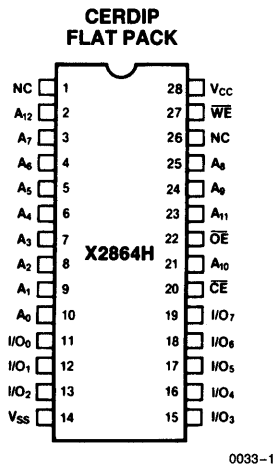 CERDIP
FLAT PACK
NC 1 28 VCC
A12 2 27 W̅E̅
A7 3 26 NC
A6 4 25 A8
A5 5 24 A9
A4 6 23 A11
A3 7 22 O̅E̅
X2864H
A2 8 21 A10
A1 9 20 C̅E̅
A0 10 19 I/O7
I/O0 11 18 I/O6
I/O1 12 17 I/O5
I/O2 13 16 I/O4
VSS 14 15 I/O3
0033–1